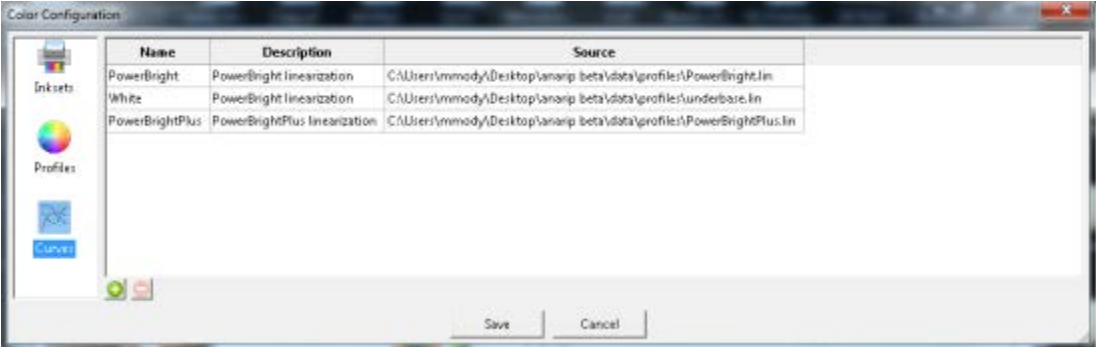 Color Configuration
Inksets
Profiles
Curves
Name Description Source
PowerBright PowerBright linearization C:\Users\mmody\Desktop\anarip beta\data\profiles\PowerBright.lin
White PowerBright linearization C:\Users\mmody\Desktop\anarip beta\data\profiles\underbase.lin
PowerBrightPlus PowerBrightPlus linearization C:\Users\mmody\Desktop\anarip beta\data\profiles\PowerBrightPlus.lin
Save Cancel